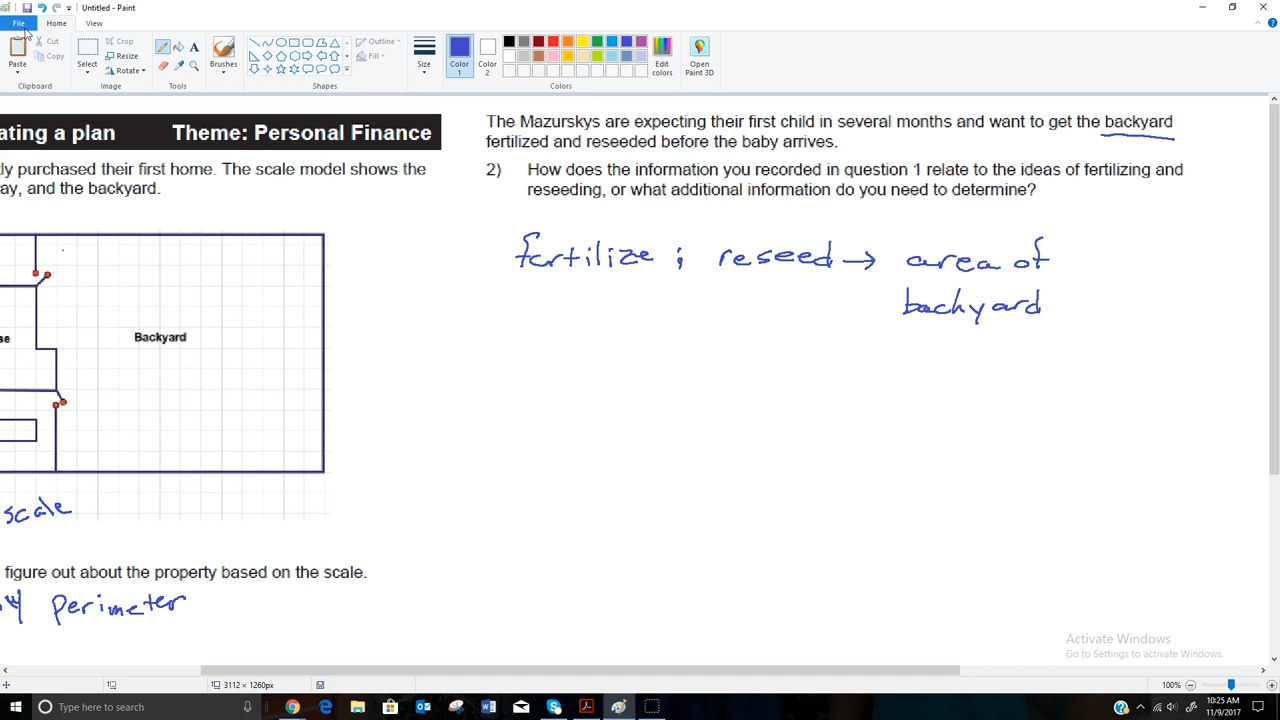 Untitled - Paint
File Home View
Paste
Cut
Copy
Clipboard
Select
Crop
Resize
Rotate
Image
Tools
Brushes
Shapes
Outline
Fill
Size
Color 1
Color 2
Edit colors
Colors
Open Paint 3D
ating a plan Theme: Personal Finance
tly purchased their first home. The scale model shows the
ay, and the backyard.
se
Backyard
scale
figure out about the property based on the scale.
perimeter
The Mazurskys are expecting their first child in several months and want to get the backyard
fertilized and reseeded before the baby arrives.
2) How does the information you recorded in question 1 relate to the ideas of fertilizing and
reseeding, or what additional information do you need to determine?
fertilize ; reseed → area of
backyard
Activate Windows
Go to Settings to activate Windows.
3112 × 1260px
100%
Type here to search
10:25 AM
11/9/2017